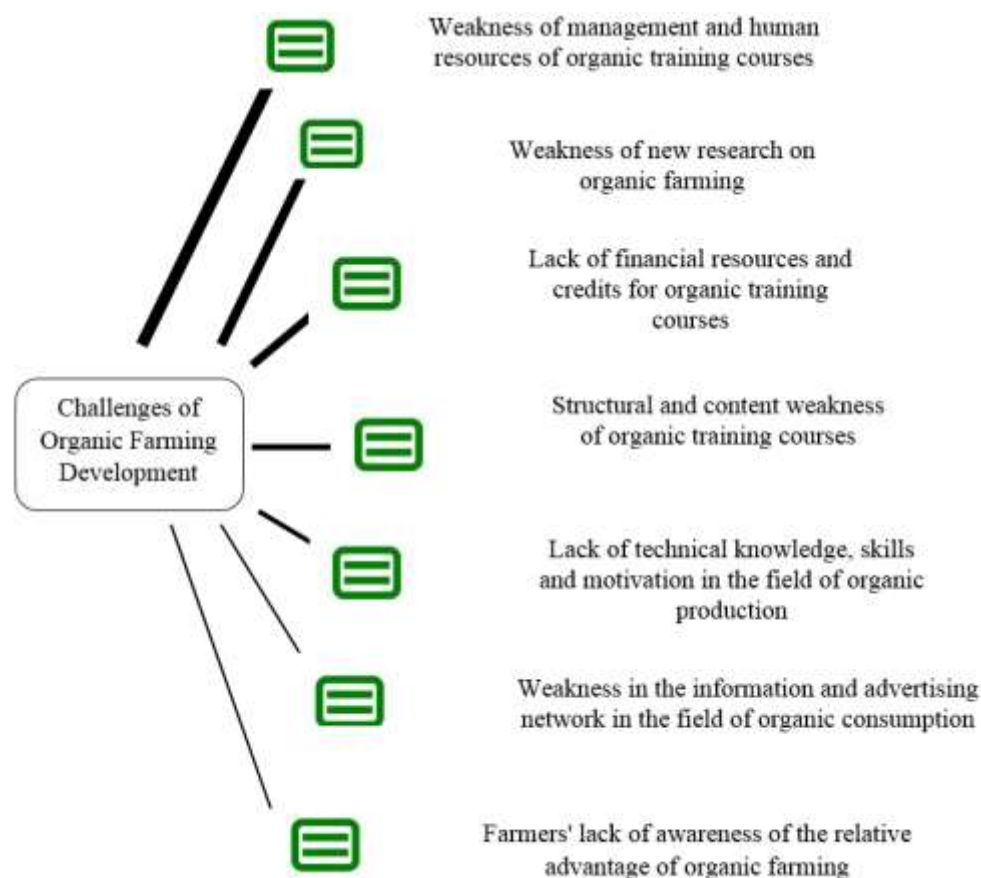 Weakness of management and human
resources of organic training courses
Weakness of new research on
organic farming
Lack of financial resources and
credits for organic training
courses
Challenges of
Organic Farming
Development
Structural and content weakness
of organic training courses
Lack of technical knowledge, skills
and motivation in the field of organic
production
Weakness in the information and advertising
network in the field of organic consumption
Farmers' lack of awareness of the relative
advantage of organic farming